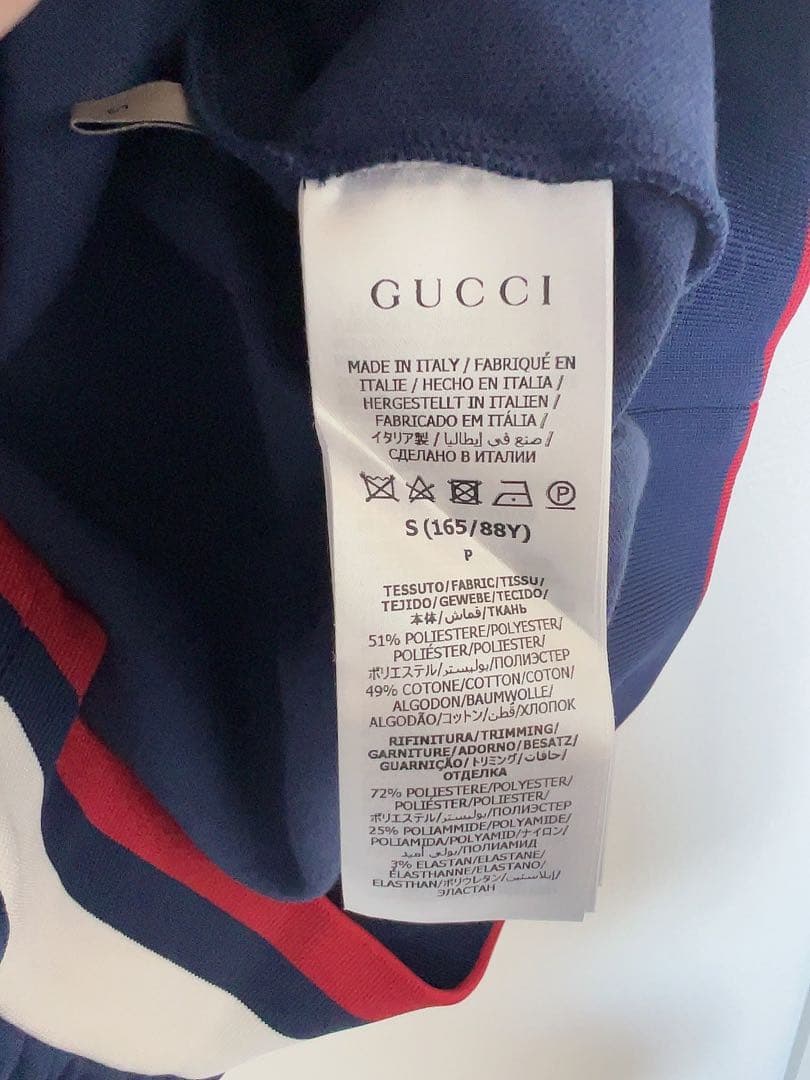 S
GUCCI
MADE IN ITALY / FABRIQUÉ EN
ITALIE / HECHO EN ITALIA /
HERGESTELLT IN ITALIEN /
FABRICADO EM ITÁLIA /
イタリア製 / صنع في إيطاليا /
СДЕЛАНО В ИТАЛИИ
P
S (165/88Y)
P
TESSUTO/FABRIC/TISSU/
TEJIDO/GEWEBE/TECIDO/
本体/قماش/ТКАНЬ
51% POLIESTERE/POLYESTER/
POLIÉSTER/POLIESTER/
ポリエステル/بوليستر/ПОЛИЭСТЕР
49% COTONE/COTTON/COTON/
ALGODON/BAUMWOLLE/
ALGODÃO/コットン/قطن/ХЛОПОК
RIFINITURA/TRIMMING/
GARNITURE/ADORNO/BESATZ/
GUARNIÇÃO/トリミング/حافات/
ОТДЕЛКА
72% POLIESTERE/POLYESTER/
POLIÉSTER/POLIESTER/
ポリエステル/بوليستر/ПОЛИЭСТЕР
25% POLIAMMIDE/POLYAMIDE/
POLIAMIDA/POLYAMID/ナイロン/
بولي أميد/ПОЛИАМИД
3% ELASTAN/ELASTANE/
ÉLASTHANNE/ELASTANO/
ELASTHAN/ポリウレタン/إيلاستين/
ЭЛАСТАН